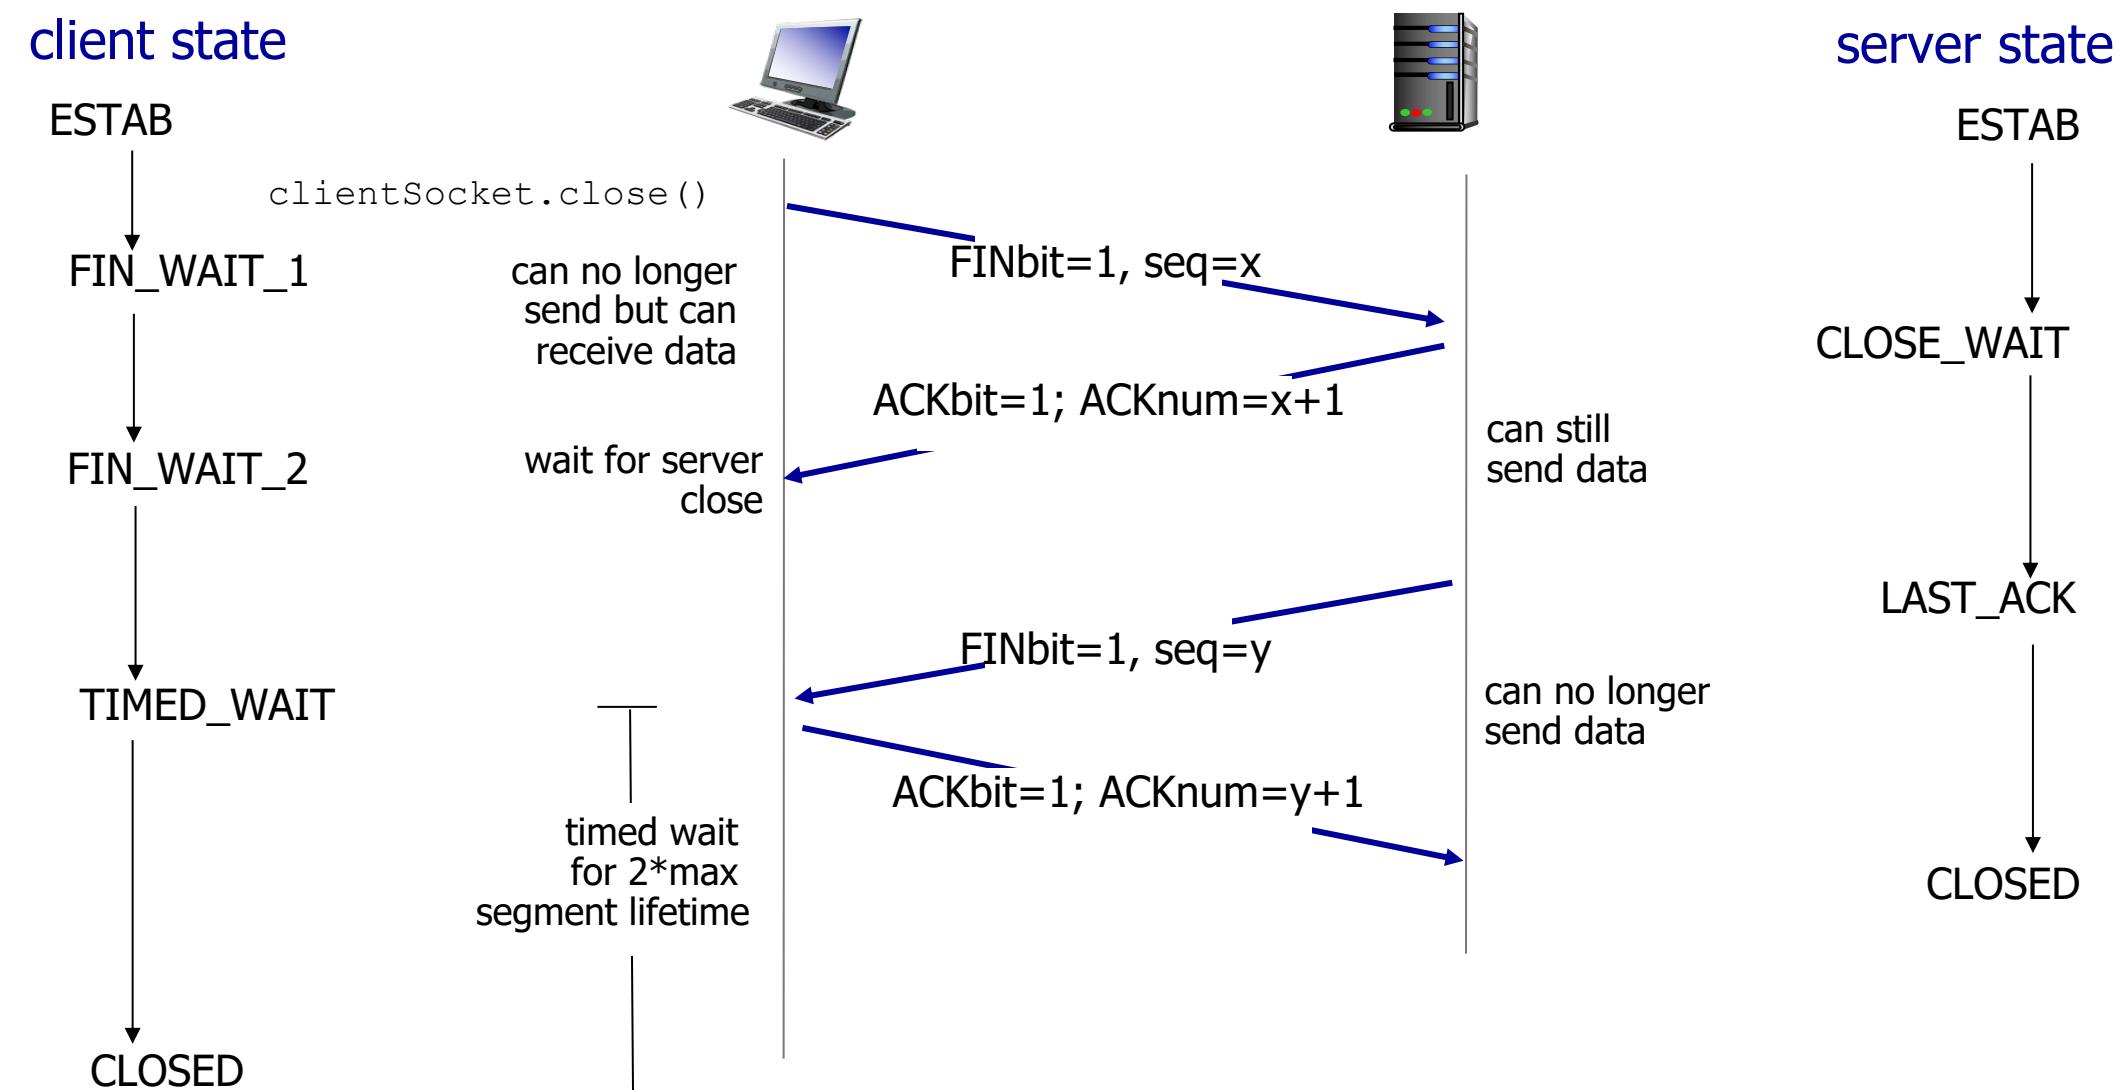 client state
server state
ESTAB
ESTAB
clientSocket.close()
FINbit=1, seq=x
FIN_WAIT_1
can no longer
send but can
receive data
CLOSE_WAIT
ACKbit=1; ACKnum=x+1
can still
send data
FIN_WAIT_2
wait for server
close
LAST_ACK
FINbit=1, seq=y
TIMED_WAIT
can no longer
send data
ACKbit=1; ACKnum=y+1
timed wait
for 2*max
segment lifetime
CLOSED
CLOSED